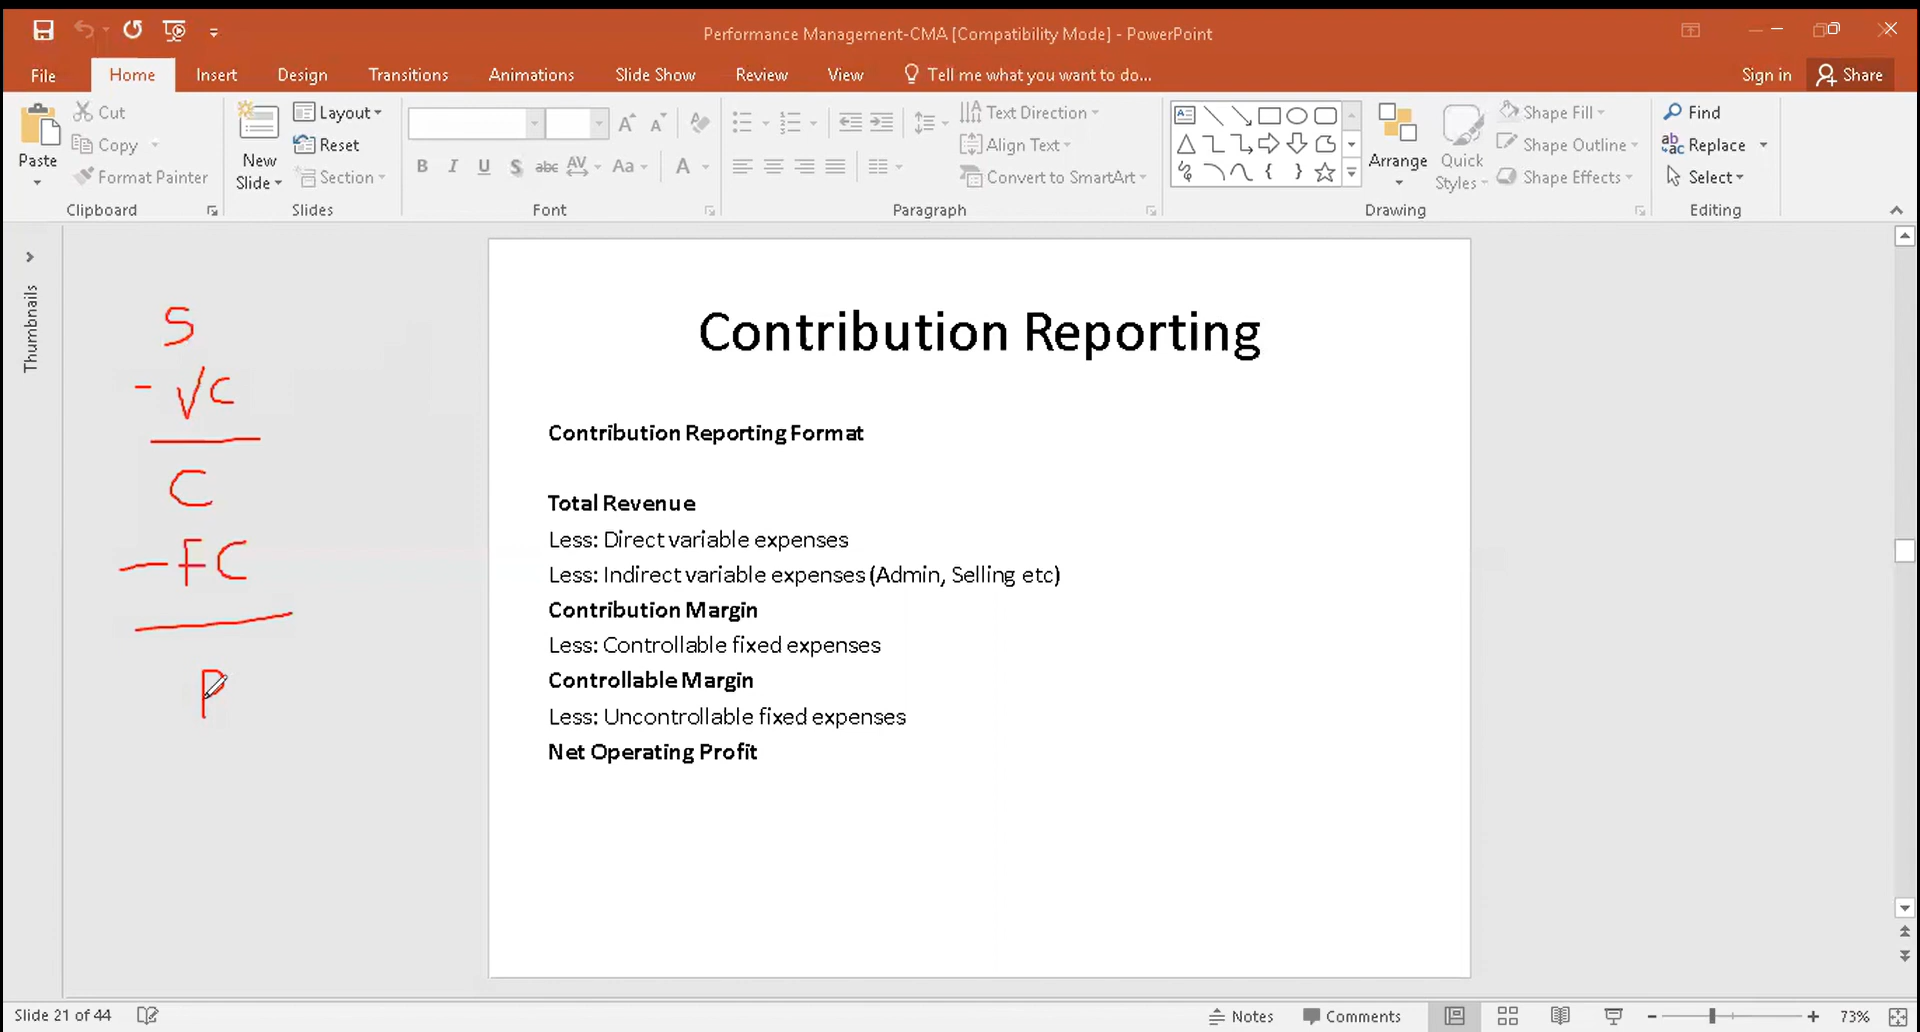 Performance Management-CMA [Compatibility Mode] - PowerPoint
File Home Insert Design Transitions Animations Slide Show Review View Tell me what you want to do... Sign in Share
Paste
Cut
Copy
Format Painter
Clipboard
New Slide
Layout
Reset
Section
Slides
B I U S abc AV Aa A
Font
Text Direction
Align Text
Convert to SmartArt
Paragraph
Arrange
Quick Styles
Shape Fill
Shape Outline
Shape Effects
Drawing
Find
Replace
Select
Editing
Thumbnails
S
- VC
C
- FC
P
Contribution Reporting
Contribution Reporting Format
Total Revenue
Less: Direct variable expenses
Less: Indirect variable expenses (Admin, Selling etc)
Contribution Margin
Less: Controllable fixed expenses
Controllable Margin
Less: Uncontrollable fixed expenses
Net Operating Profit
Slide 21 of 44 Notes Comments 73%